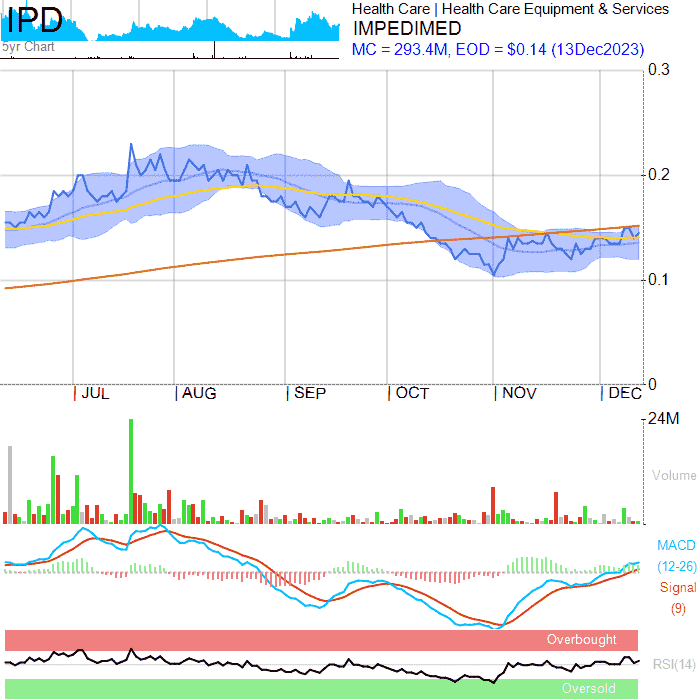 IPD
5yr Chart
Health Care | Health Care Equipment & Services
IMPEDIMED
MC = 293.4M, EOD = $0.14 (13Dec2023)
0.3
0.2
0.1
0
| JUL | AUG | SEP | OCT | NOV | DEC
24M
Volume
MACD
(12-26)
Signal
(9)
Overbought
RSI(14)
Oversold